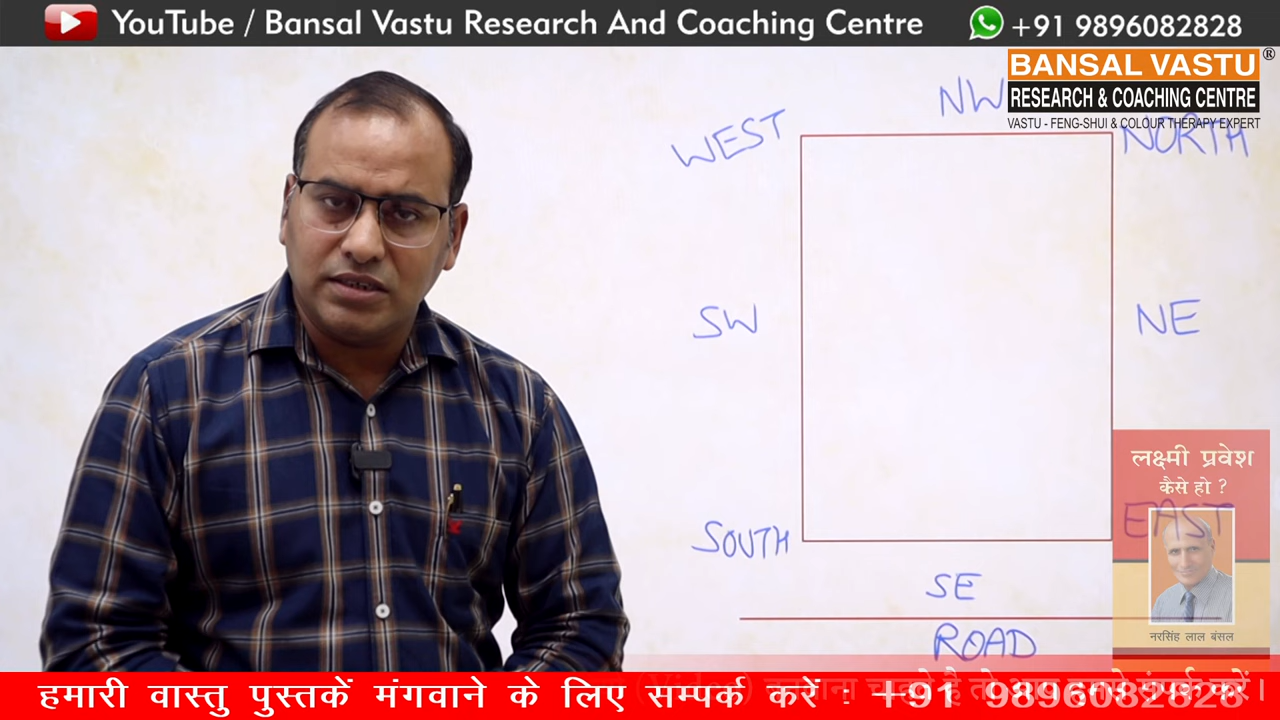 YouTube / Bansal Vastu Research And Coaching Centre
+91 9896082828
BANSAL VASTU®
RESEARCH & COACHING CENTRE
VASTU - FENG-SHUI & COLOUR THERAPY EXPERT
NW
WEST
NORTH
SW
NE
लक्ष्मी प्रवेश
कैसे हो ?
EAST
SOUTH
SE
नरसिंह लाल बंसल
ROAD
हमारी वास्तु पुस्तकें मंगवाने के लिए सम्पर्क करें : +91 9896082828